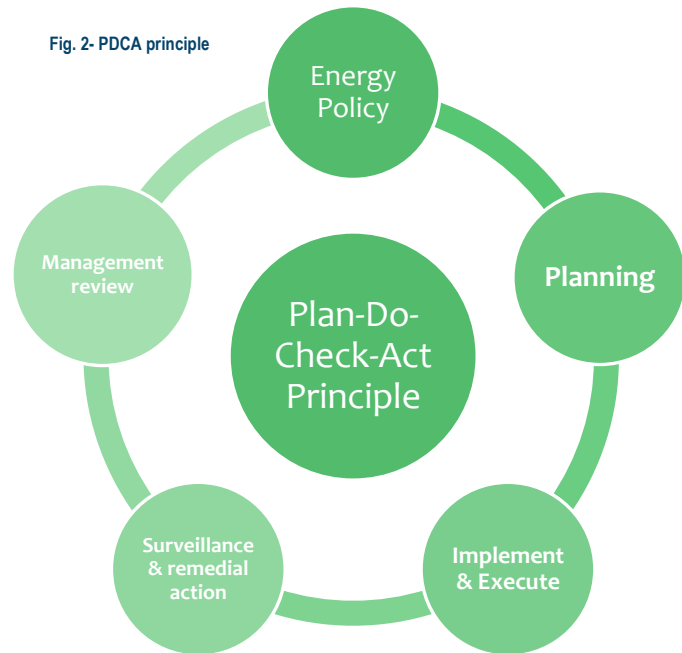 Fig. 2- PDCA principle
Energy
Policy
Planning
Implement
& Execute
Surveillance
& remedial
action
Management
review
Plan-Do-
Check-Act
Principle